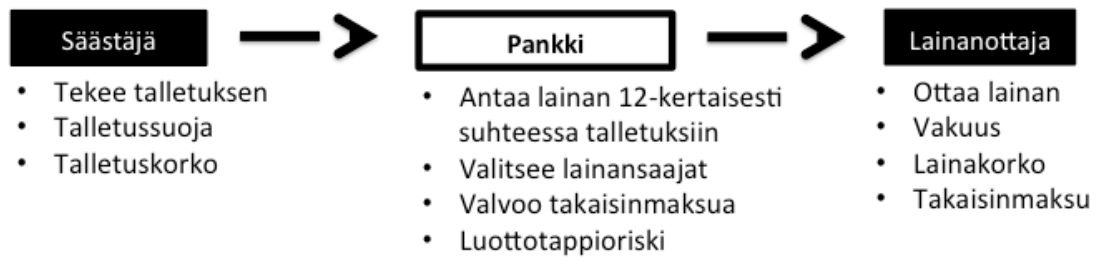 Säästäjä
• Tekee talletuksen
• Talletussuoja
• Talletuskorko
Pankki
• Antaa lainan 12-kertaisesti
suhteessa talletuksiin
• Valitsee lainansaajat
• Valvoo takaisinmaksua
• Luottotappioriski
Lainanottaja
• Ottaa lainan
• Vakuus
• Lainakorko
• Takaisinmaksu